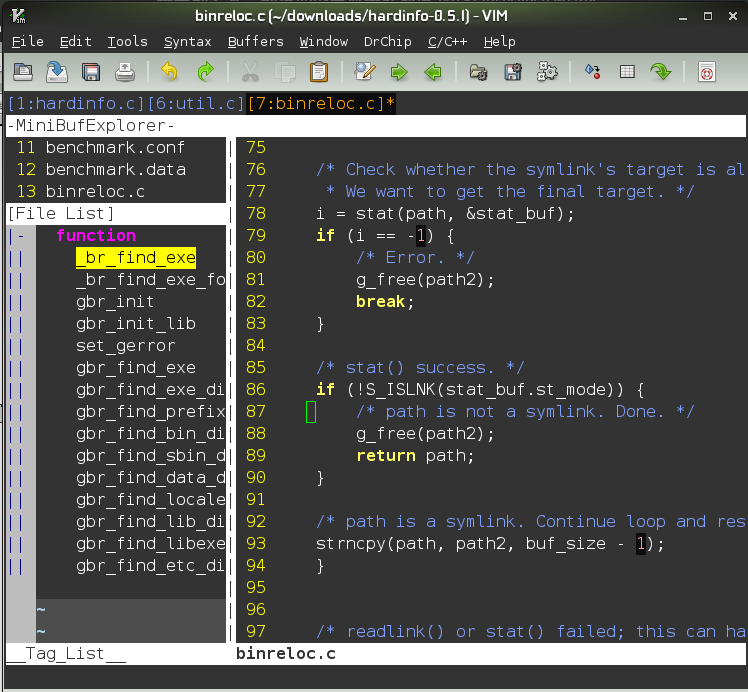 binreloc.c (~/downloads/hardinfo-0.5.1) - VIM
File Edit Tools Syntax Buffers Window DrChip C/C++ Help
[1:hardinfo.c][6:util.c][7:binreloc.c]*
-MiniBufExplorer-
11 benchmark.conf
12 benchmark.data
13 binreloc.c
[File List]
|- function
|| _br_find_exe
|| _br_find_exe_fo
|| gbr_init
|| gbr_init_lib
|| set_gerror
|| gbr_find_exe
|| gbr_find_exe_di
|| gbr_find_prefix
|| gbr_find_bin_di
|| gbr_find_sbin_d
|| gbr_find_data_d
|| gbr_find_locale
|| gbr_find_lib_di
|| gbr_find_libexe
|| gbr_find_etc_di
~
~
__Tag_List__
75
76 /* Check whether the symlink's target is al
77 * We want to get the final target. */
78 i = stat(path, &stat_buf);
79 if (i == -1) {
80 /* Error. */
81 g_free(path2);
82 break;
83 }
84
85 /* stat() success. */
86 if (!S_ISLNK(stat_buf.st_mode)) {
87 /* path is not a symlink. Done. */
88 g_free(path2);
89 return path;
90 }
91
92 /* path is a symlink. Continue loop and res
93 strncpy(path, path2, buf_size - 1);
94 }
95
96
97 /* readlink() or stat() failed; this can ha
binreloc.c